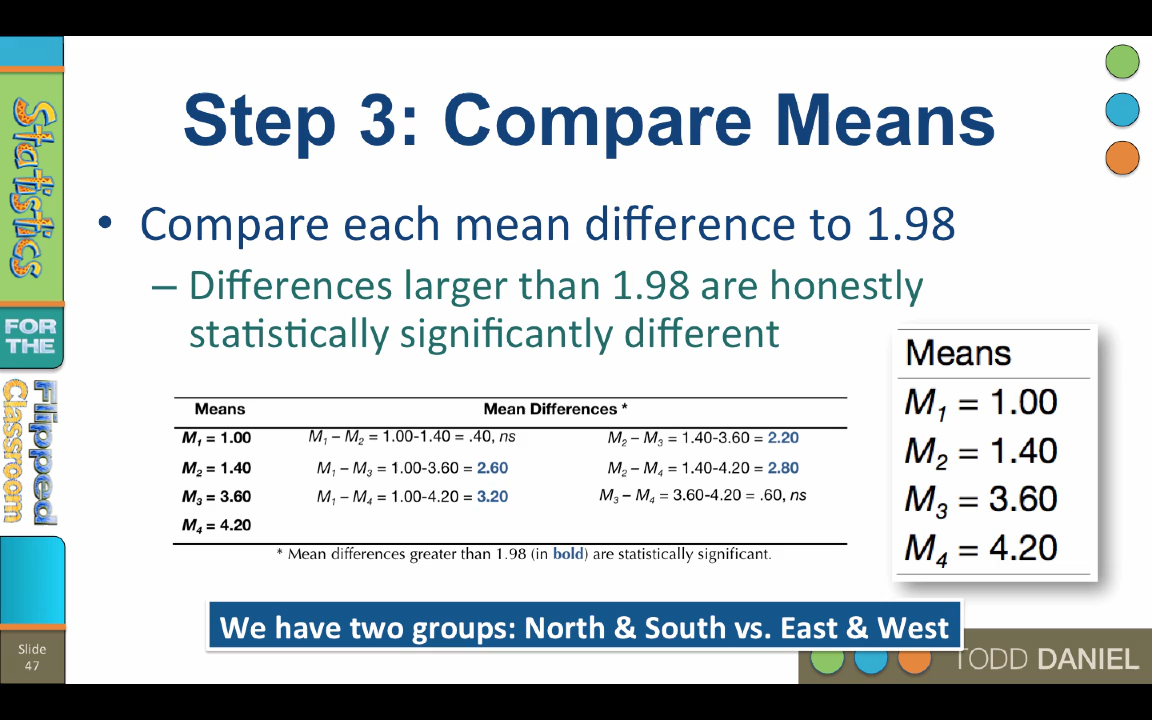 Step 3: Compare Means
• Compare each mean difference to 1.98
– Differences larger than 1.98 are honestly
statistically significantly different
Means Mean Differences *
M1 = 1.00 M1 – M2 = 1.00-1.40 = .40, ns M2 – M3 = 1.40-3.60 = 2.20
M2 = 1.40 M1 – M3 = 1.00-3.60 = 2.60 M2 – M4 = 1.40-4.20 = 2.80
M3 = 3.60 M1 – M4 = 1.00-4.20 = 3.20 M3 – M4 = 3.60-4.20 = .60, ns
M4 = 4.20
* Mean differences greater than 1.98 (in bold) are statistically significant.
Means
M1 = 1.00
M2 = 1.40
M3 = 3.60
M4 = 4.20
We have two groups: North & South vs. East & West
Statistics
FOR
THE
Flipped
Classroom
Slide
47
TODD DANIEL